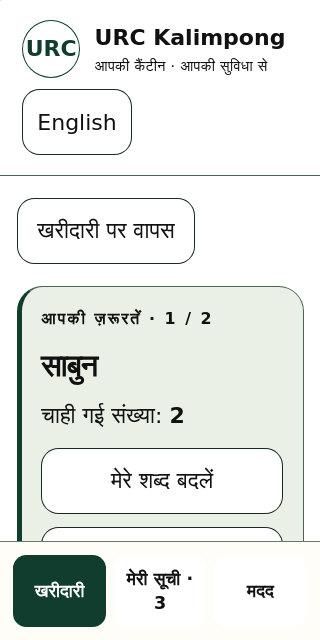 URC
URC Kalimpong
आपकी कैंटीन · आपकी सुविधा से
English
खरीदारी पर वापस
आपकी ज़रूरतें · 1 / 2
साबुन
चाही गई संख्या: 2
मेरे शब्द बदलें
खरीदारी
मेरी सूची ·
3
मदद